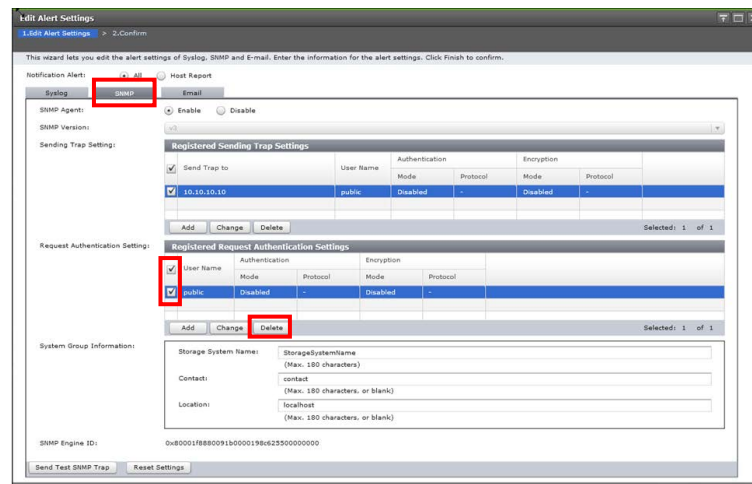 Edit Alert Settings
1.Edit Alert Settings > 2.Confirm
This wizard lets you edit the alert settings of Syslog, SNMP and E-mail. Enter the information for the alert settings. Click Finish to confirm.
Notification Alert: All Host Report
Syslog SNMP Email
SNMP Agent: Enable Disable
SNMP Version: v3
Sending Trap Setting: Registered Sending Trap Settings
Send Trap to User Name Authentication Encryption
Mode Protocol Mode Protocol
10.10.10.10 public Disabled - Disabled -
Add Change Delete Selected: 1 of 1
Request Authentication Setting: Registered Request Authentication Settings
User Name Authentication Encryption
Mode Protocol Mode Protocol
public Disabled - Disabled -
Add Change Delete Selected: 1 of 1
System Group Information:
Storage System Name: StorageSystemName
(Max. 180 characters)
Contact: contact
(Max. 180 characters, or blank)
Location: localhost
(Max. 180 characters, or blank)
SNMP Engine ID: 0x80001f8880091b0000198c625500000000
Send Test SNMP Trap Reset Settings